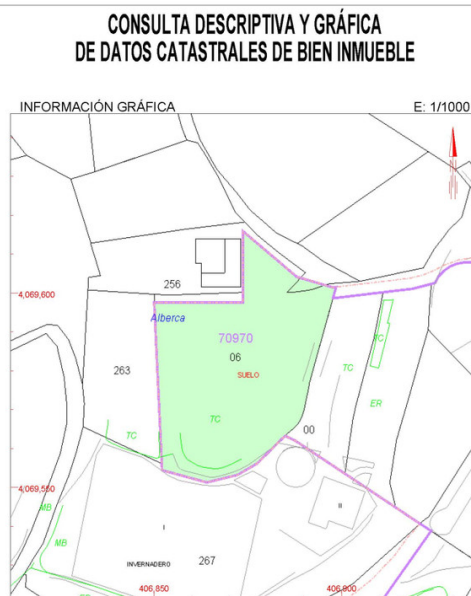 CONSULTA DESCRIPTIVA Y GRÁFICA
DE DATOS CATASTRALES DE BIEN INMUEBLE
INFORMACIÓN GRÁFICA E: 1/1000
N
256
4,069,600
Alberca
70970
06
SUELO
263
TC
TC
TC
TC
ER
00
4,069,550
MB
MB
I
II
INVERNADERO
267
406,850
406,900